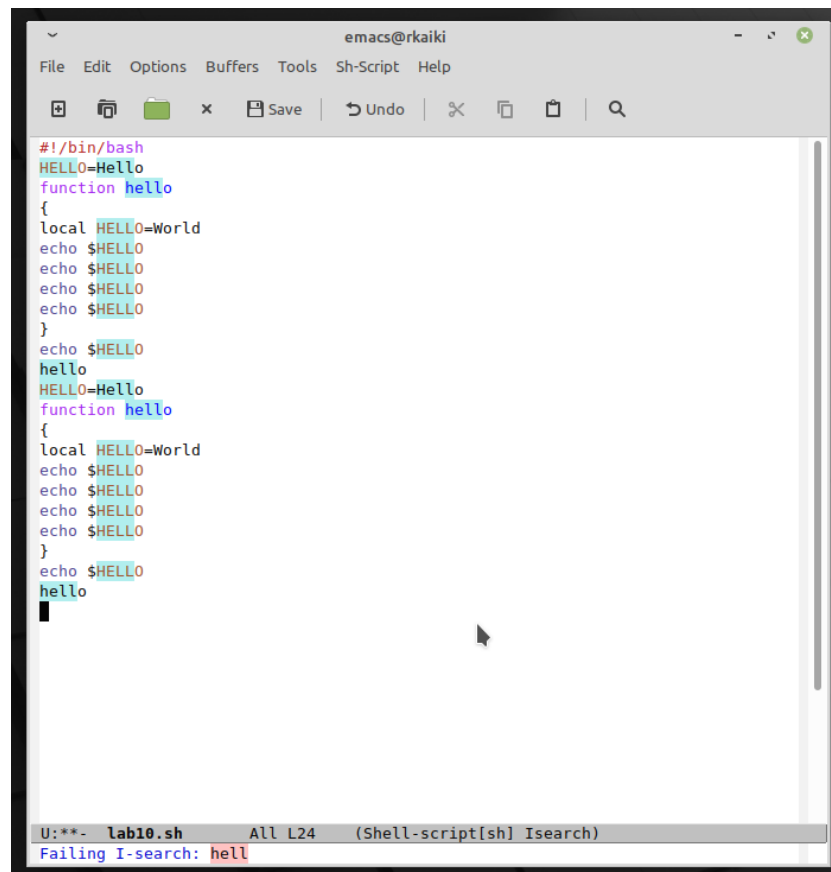 emacs@rkaiki
File Edit Options Buffers Tools Sh-Script Help
Save Undo
#!/bin/bash
HELLO=Hello
function hello
{
local HELLO=World
echo $HELLO
echo $HELLO
echo $HELLO
echo $HELLO
}
echo $HELLO
hello
HELLO=Hello
function hello
{
local HELLO=World
echo $HELLO
echo $HELLO
echo $HELLO
echo $HELLO
}
echo $HELLO
hello
U:**- lab10.sh All L24 (Shell-script[sh] Isearch)
Failing I-search: hell